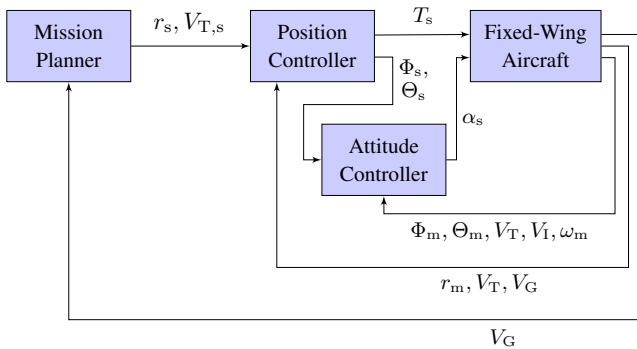 Mission
Planner
r_s, V_{T,s}
Position
Controller
T_s
Fixed-Wing
Aircraft
Φ_s,
Θ_s
α_s
Attitude
Controller
Φ_m, Θ_m, V_T, V_I, ω_m
r_m, V_T, V_G
V_G